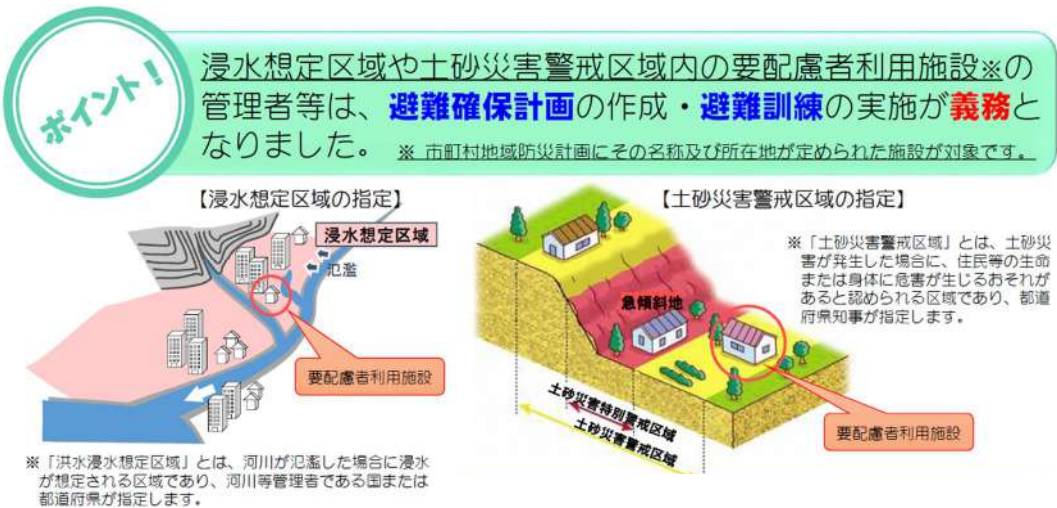 ポイント！
浸水想定区域や土砂災害警戒区域内の要配慮者利用施設※の
管理者等は、避難確保計画の作成・避難訓練の実施が義務と
なりました。 ※ 市町村地域防災計画にその名称及び所在地が定められた施設が対象です。
【浸水想定区域の指定】
浸水想定区域
氾濫
要配慮者利用施設
※「洪水浸水想定区域」とは、河川が氾濫した場合に浸水
が想定される区域であり、河川等管理者である国または
都道府県が指定します。
【土砂災害警戒区域の指定】
※「土砂災害警戒区域」とは、土砂災
害が発生した場合に、住民等の生命
または身体に危害が生じるおそれが
あると認められる区域であり、都道
府県知事が指定します。
急傾斜地
土砂災害特別警戒区域
土砂災害警戒区域
要配慮者利用施設